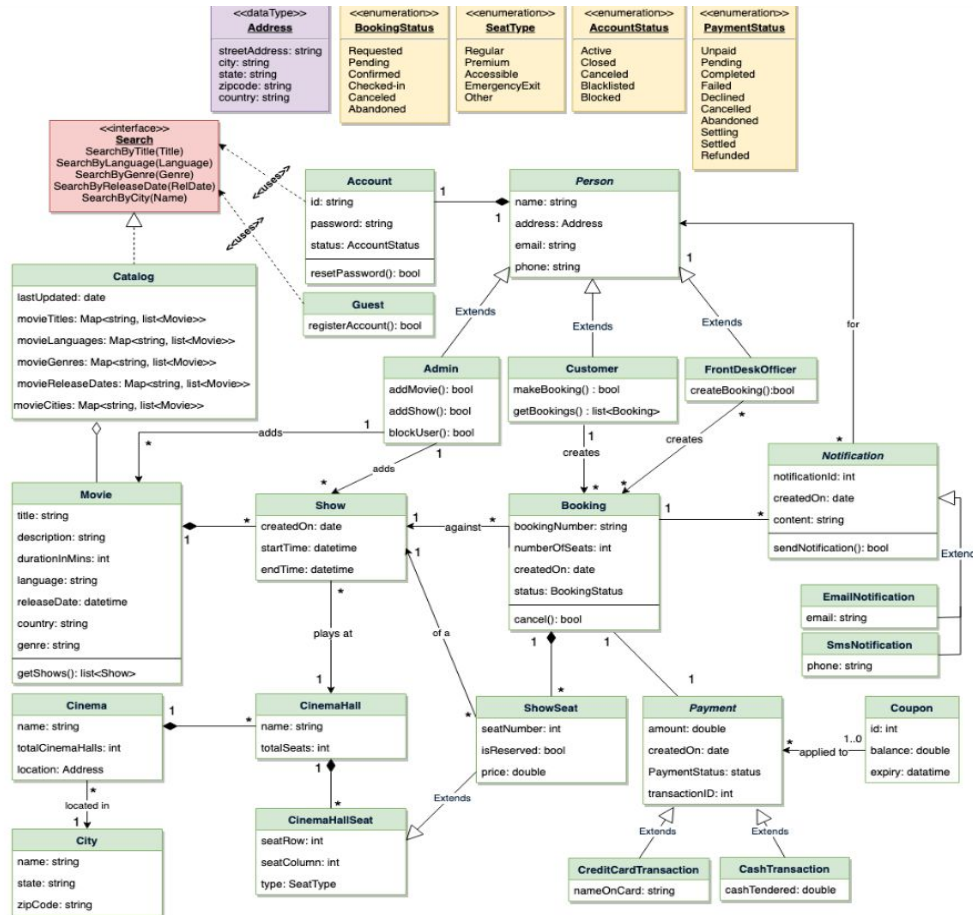 <<dataType>>
Address
streetAddress: string
city: string
state: string
zipcode: string
country: string
<<enumeration>>
BookingStatus
Requested
Pending
Confirmed
Checked-in
Canceled
Abandoned
<<enumeration>>
SeatType
Regular
Premium
Accessible
EmergencyExit
Other
<<enumeration>>
AccountStatus
Active
Closed
Canceled
Blacklisted
Blocked
<<enumeration>>
PaymentStatus
Unpaid
Pending
Completed
Failed
Declined
Cancelled
Abandoned
Settling
Settled
Refunded
<<interface>>
Search
SearchByTitle(Title)
SearchByLanguage(Language)
SearchByGenre(Genre)
SearchByReleaseDate(RelDate)
SearchByCity(Name)
<<uses>>
<<uses>>
Account
id: string
password: string
status: AccountStatus
resetPassword(): bool
1
1
Person
name: string
address: Address
email: string
phone: string
1
Guest
registerAccount(): bool
Catalog
lastUpdated: date
movieTitles: Map<string, list<Movie>>
movieLanguages: Map<string, list<Movie>>
movieGenres: Map<string, list<Movie>>
movieReleaseDates: Map<string, list<Movie>>
movieCities: Map<string, list<Movie>>
Extends
Extends
Extends
for
Admin
addMovie(): bool
addShow(): bool
blockUser(): bool
Customer
makeBooking() : bool
getBookings() : list<Booking>
FrontDeskOfficer
createBooking():bool
*
adds
1
1
adds
*
1
creates
*
*
creates
*
*
Notification
notificationId: int
createdOn: date
content: string
sendNotification(): bool
Extend
Movie
title: string
description: string
durationInMins: int
language: string
releaseDate: datetime
country: string
genre: string
getShows(): list<Show>
1
*
Show
createdOn: date
startTime: datetime
endTime: datetime
1
against
*
1
Booking
bookingNumber: string
numberOfSeats: int
createdOn: date
status: BookingStatus
cancel(): bool
1
*
EmailNotification
email: string
SmsNotification
phone: string
*
plays at
1
of a
*
1
*
1
1
Cinema
name: string
totalCinemaHalls: int
location: Address
1
*
CinemaHall
name: string
totalSeats: int
1
*
ShowSeat
seatNumber: int
isReserved: bool
price: double
Payment
amount: double
createdOn: date
PaymentStatus: status
transactionID: int
*
applied to
1..0
Coupon
id: int
balance: double
expiry: datatime
*
located in
1
City
name: string
state: string
zipCode: string
CinemaHallSeat
seatRow: int
seatColumn: int
type: SeatType
Extends
Extends
Extends
CreditCardTransaction
nameOnCard: string
CashTransaction
cashTendered: double